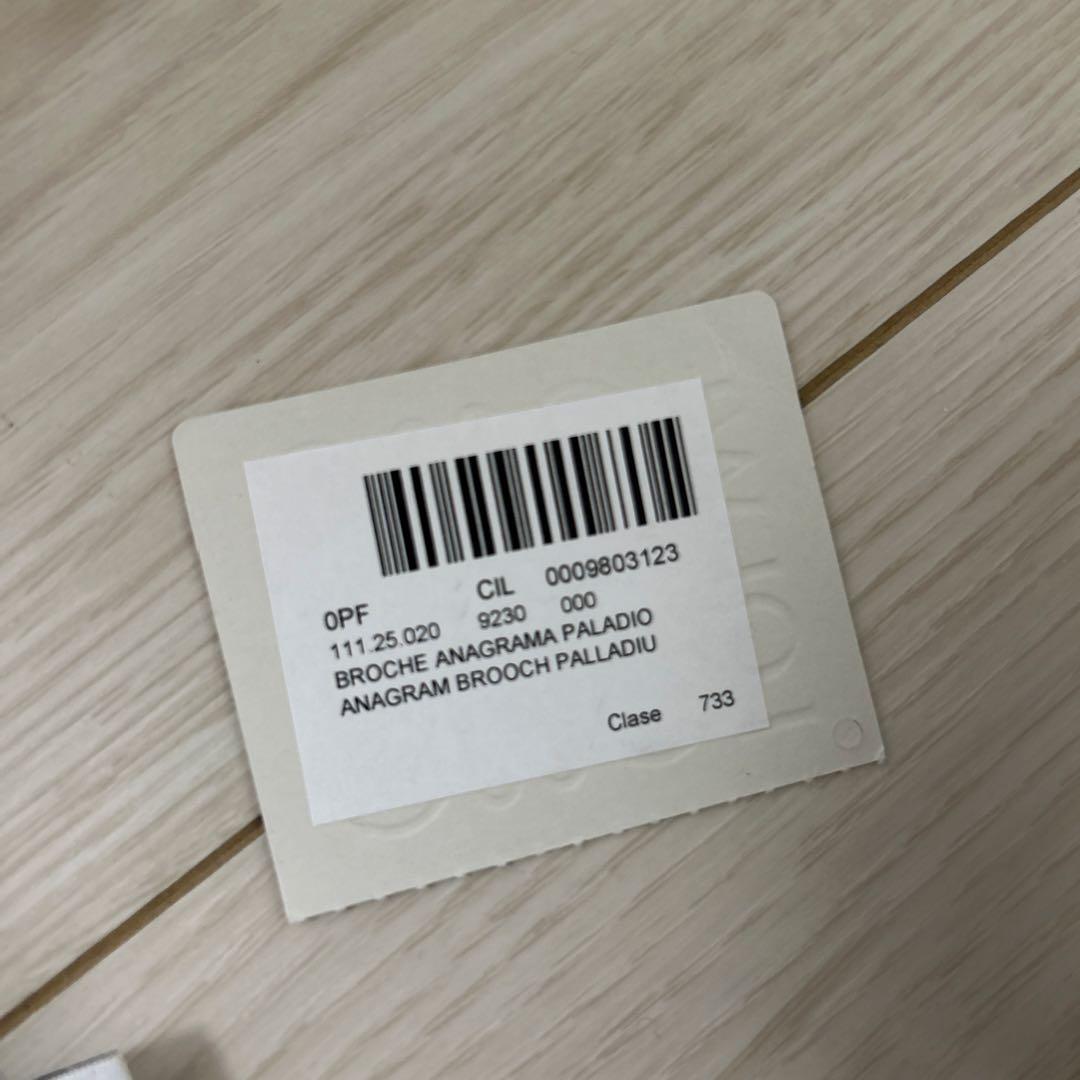 0PF CIL 0009803123
111.25.020 9230 000
BROCHE ANAGRAMA PALADIO
ANAGRAM BROOCH PALLADIU
Clase 733